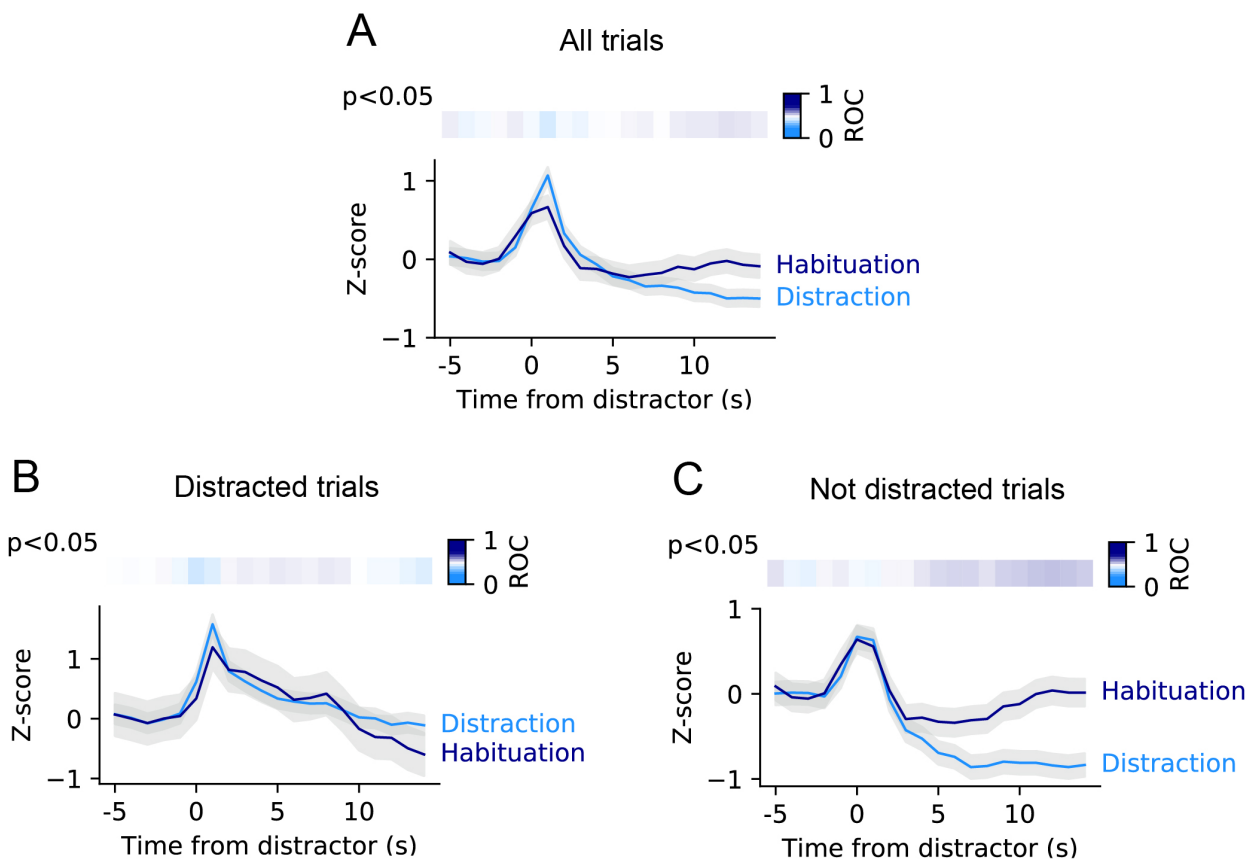 A
All trials
p<0.05
1
0
ROC
1
0
-1
Z-score
Habituation
Distraction
-5 0 5 10
Time from distractor (s)
B
Distracted trials
p<0.05
1
0
ROC
1
0
-1
Z-score
Distraction
Habituation
-5 0 5 10
Time from distractor (s)
C
Not distracted trials
p<0.05
1
0
ROC
1
0
-1
Z-score
Habituation
Distraction
-5 0 5 10
Time from distractor (s)